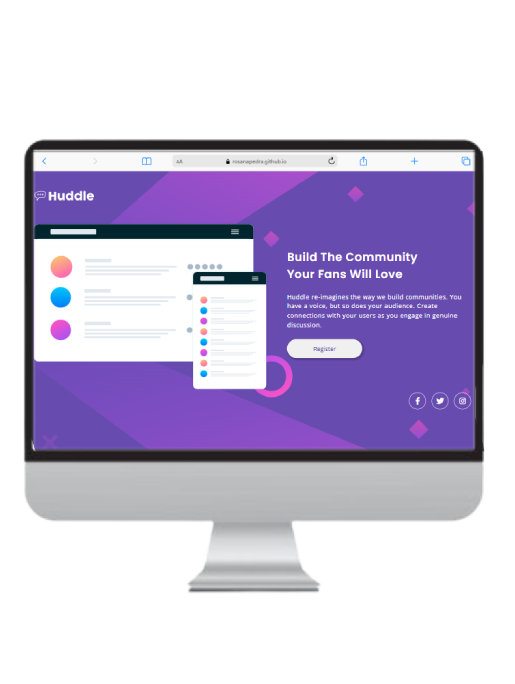 AA rosanapedra.github.io
Huddle
Build The Community
Your Fans Will Love
Huddle re-imagines the way we build communities. You
have a voice, but so does your audience. Create
connections with your users as you engage in genuine
discussion.
Register